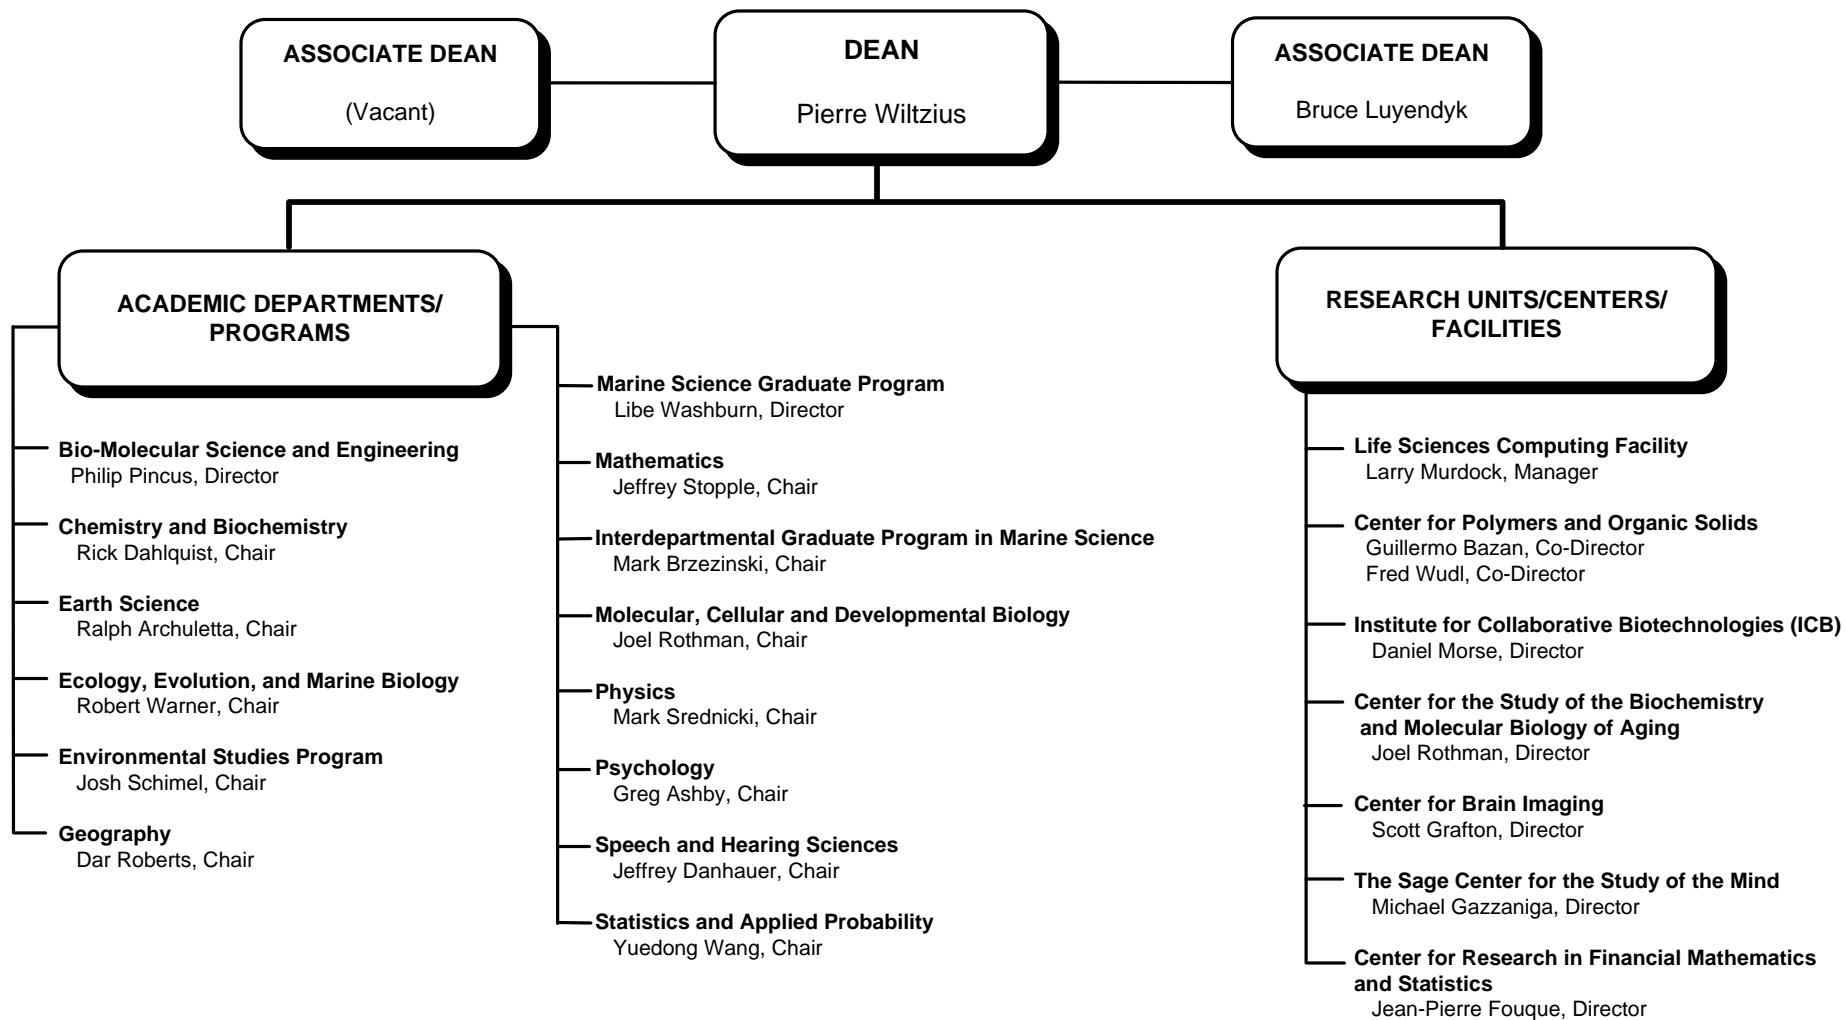 ASSOCIATE DEAN
(Vacant)
DEAN
Pierre Wiltzius
ASSOCIATE DEAN
Bruce Luyendyk
ACADEMIC DEPARTMENTS/
PROGRAMS
Bio-Molecular Science and Engineering
Philip Pincus, Director
Chemistry and Biochemistry
Rick Dahlquist, Chair
Earth Science
Ralph Archuletta, Chair
Ecology, Evolution, and Marine Biology
Robert Warner, Chair
Environmental Studies Program
Josh Schimel, Chair
Geography
Dar Roberts, Chair
Marine Science Graduate Program
Libe Washburn, Director
Mathematics
Jeffrey Stopple, Chair
Interdepartmental Graduate Program in Marine Science
Mark Brzezinski, Chair
Molecular, Cellular and Developmental Biology
Joel Rothman, Chair
Physics
Mark Srednicki, Chair
Psychology
Greg Ashby, Chair
Speech and Hearing Sciences
Jeffrey Danhauer, Chair
Statistics and Applied Probability
Yuedong Wang, Chair
RESEARCH UNITS/CENTERS/
FACILITIES
Life Sciences Computing Facility
Larry Murdock, Manager
Center for Polymers and Organic Solids
Guillermo Bazan, Co-Director
Fred Wudl, Co-Director
Institute for Collaborative Biotechnologies (ICB)
Daniel Morse, Director
Center for the Study of the Biochemistry
and Molecular Biology of Aging
Joel Rothman, Director
Center for Brain Imaging
Scott Grafton, Director
The Sage Center for the Study of the Mind
Michael Gazzaniga, Director
Center for Research in Financial Mathematics
and Statistics
Jean-Pierre Fouque, Director